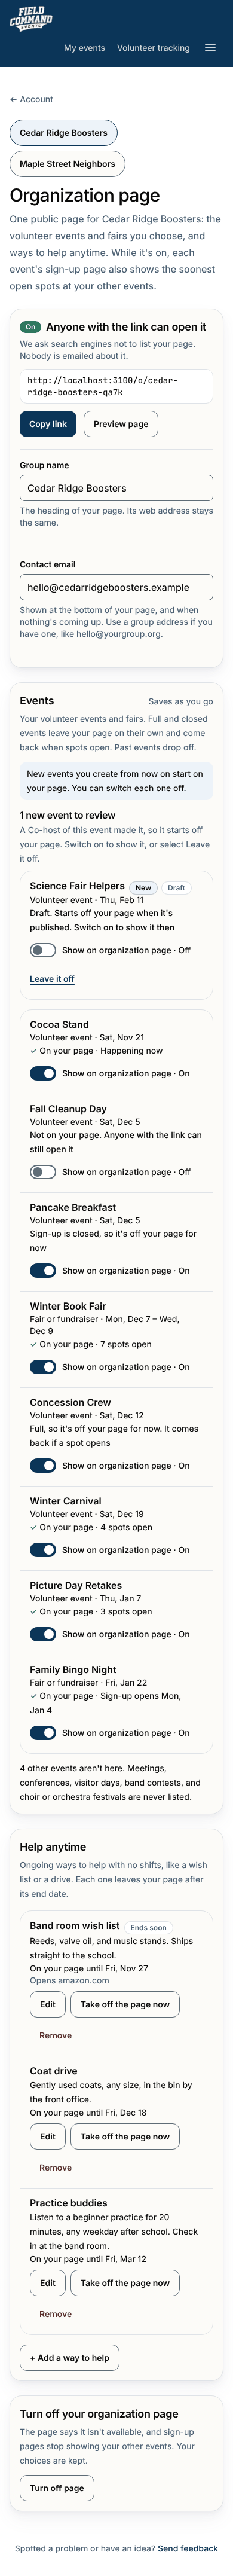 FIELD
COMMAND
EVENTS
My events Volunteer tracking
← Account
Cedar Ridge Boosters
Maple Street Neighbors
Organization page
One public page for Cedar Ridge Boosters: the
volunteer events and fairs you choose, and
ways to help anytime. While it's on, each
event's sign-up page also shows the soonest
open spots at your other events.
On Anyone with the link can open it
We ask search engines not to list your page.
Nobody is emailed about it.
http://localhost:3100/o/cedar-
ridge-boosters-qa7k
Copy link Preview page
Group name
Cedar Ridge Boosters
The heading of your page. Its web address stays
the same.
Contact email
hello@cedarridgeboosters.example
Shown at the bottom of your page, and when
nothing's coming up. Use a group address if you
have one, like hello@yourgroup.org.
Events Saves as you go
Your volunteer events and fairs. Full and closed
events leave your page on their own and come
back when spots open. Past events drop off.
New events you create from now on start on
your page. You can switch each one off.
1 new event to review
A Co-host of this event made it, so it starts off
your page. Switch on to show it, or select Leave
it off.
Science Fair Helpers New Draft
Volunteer event · Thu, Feb 11
Draft. Starts off your page when it's
published. Switch on to show it then
Show on organization page · Off
Leave it off
Cocoa Stand
Volunteer event · Sat, Nov 21
✓ On your page · Happening now
Show on organization page · On
Fall Cleanup Day
Volunteer event · Sat, Dec 5
Not on your page. Anyone with the link can
still open it
Show on organization page · Off
Pancake Breakfast
Volunteer event · Sat, Dec 5
Sign-up is closed, so it's off your page for
now
Show on organization page · On
Winter Book Fair
Fair or fundraiser · Mon, Dec 7 – Wed,
Dec 9
✓ On your page · 7 spots open
Show on organization page · On
Concession Crew
Volunteer event · Sat, Dec 12
Full, so it's off your page for now. It comes
back if a spot opens
Show on organization page · On
Winter Carnival
Volunteer event · Sat, Dec 19
✓ On your page · 4 spots open
Show on organization page · On
Picture Day Retakes
Volunteer event · Thu, Jan 7
✓ On your page · 3 spots open
Show on organization page · On
Family Bingo Night
Fair or fundraiser · Fri, Jan 22
✓ On your page · Sign-up opens Mon,
Jan 4
Show on organization page · On
4 other events aren't here. Meetings,
conferences, visitor days, band contests, and
choir or orchestra festivals are never listed.
Help anytime
Ongoing ways to help with no shifts, like a wish
list or a drive. Each one leaves your page after
its end date.
Band room wish list Ends soon
Reeds, valve oil, and music stands. Ships
straight to the school.
On your page until Fri, Nov 27
Opens amazon.com
Edit Take off the page now
Remove
Coat drive
Gently used coats, any size, in the bin by
the front office.
On your page until Fri, Dec 18
Edit Take off the page now
Remove
Practice buddies
Listen to a beginner practice for 20
minutes, any weekday after school. Check
in at the band room.
On your page until Fri, Mar 12
Edit Take off the page now
Remove
+ Add a way to help
Turn off your organization page
The page says it isn't available, and sign-up
pages stop showing your other events. Your
choices are kept.
Turn off page
Spotted a problem or have an idea? Send feedback